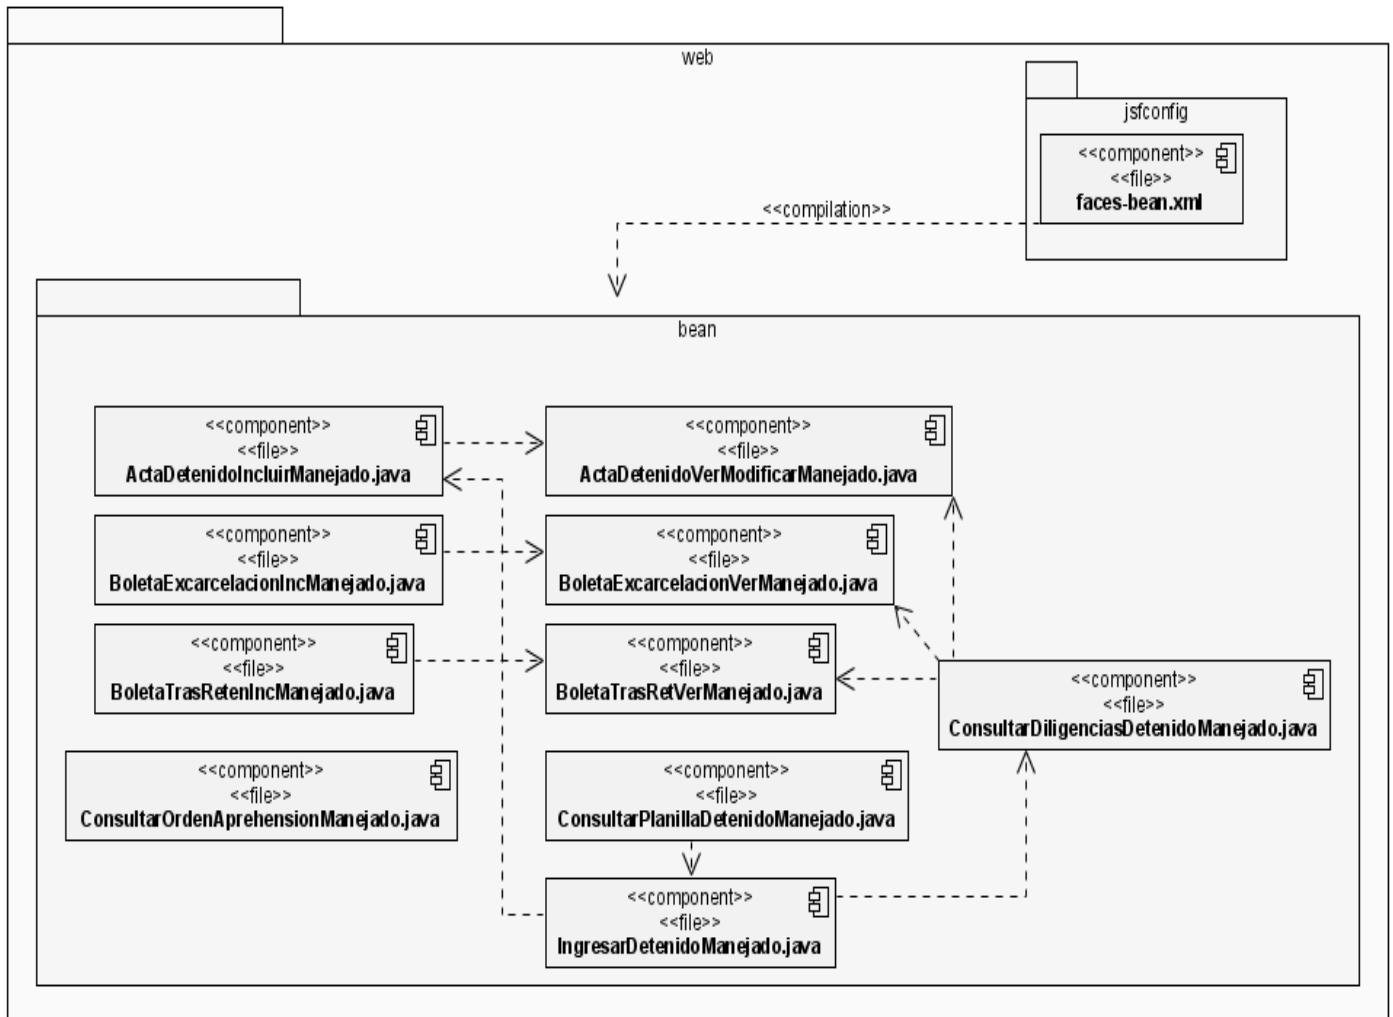 web
jsfconfig
<<component>>
<<file>>
faces-bean.xml
<<compilation>>
bean
<<component>>
<<file>>
ActaDetenidoIncluirManejado.java
<<component>>
<<file>>
ActaDetenidoVerModificarManejado.java
<<component>>
<<file>>
BoletaExcarcelacionIncManejado.java
<<component>>
<<file>>
BoletaExcarcelacionVerManejado.java
<<component>>
<<file>>
BoletaTrasRetenIncManejado.java
<<component>>
<<file>>
BoletaTrasRetVerManejado.java
<<component>>
<<file>>
ConsultarDiligenciasDetenidoManejado.java
<<component>>
<<file>>
ConsultarOrdenAprehensionManejado.java
<<component>>
<<file>>
ConsultarPlanillaDetenidoManejado.java
<<component>>
<<file>>
IngresarDetenidoManejado.java